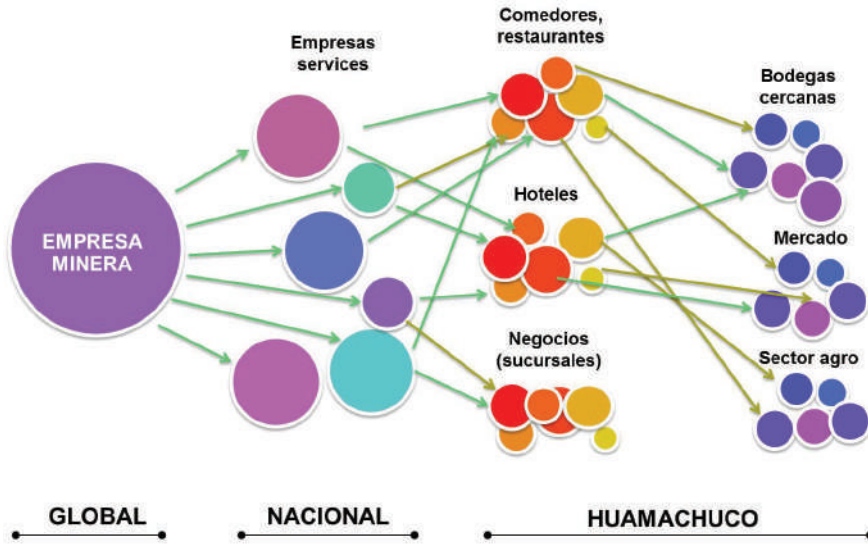 Comedores,
restaurantes
Empresas
services
Bodegas
cercanas
EMPRESA
MINERA
Hoteles
Mercado
Negocios
(sucursales)
Sector agro
GLOBAL
NACIONAL
HUAMACHUCO